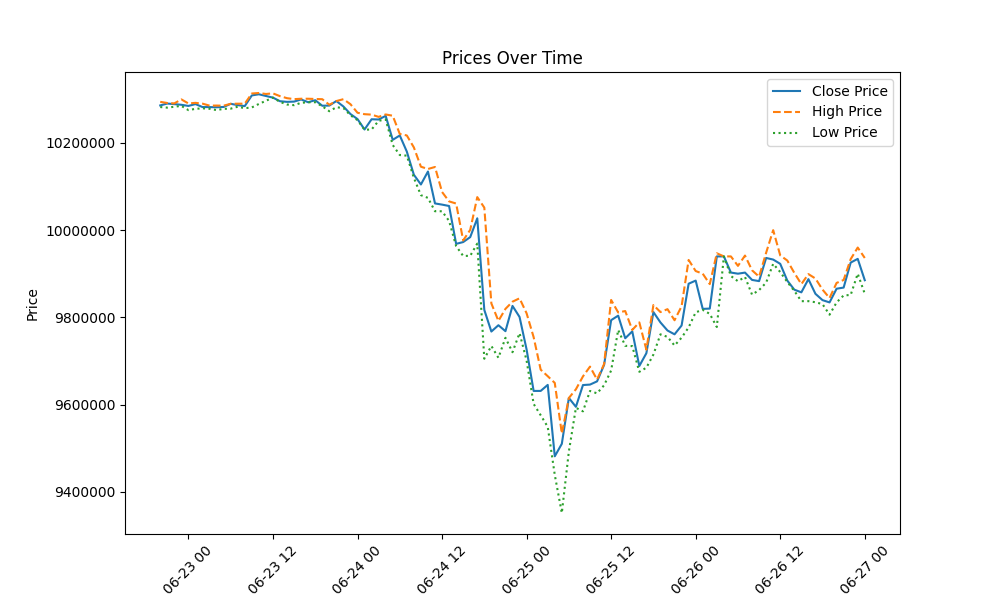 Prices Over Time
Close Price
High Price
Low Price
Price
10200000
10000000
9800000
9600000
9400000
06-23 00
06-23 12
06-24 00
06-24 12
06-25 00
06-25 12
06-26 00
06-26 12
06-27 00